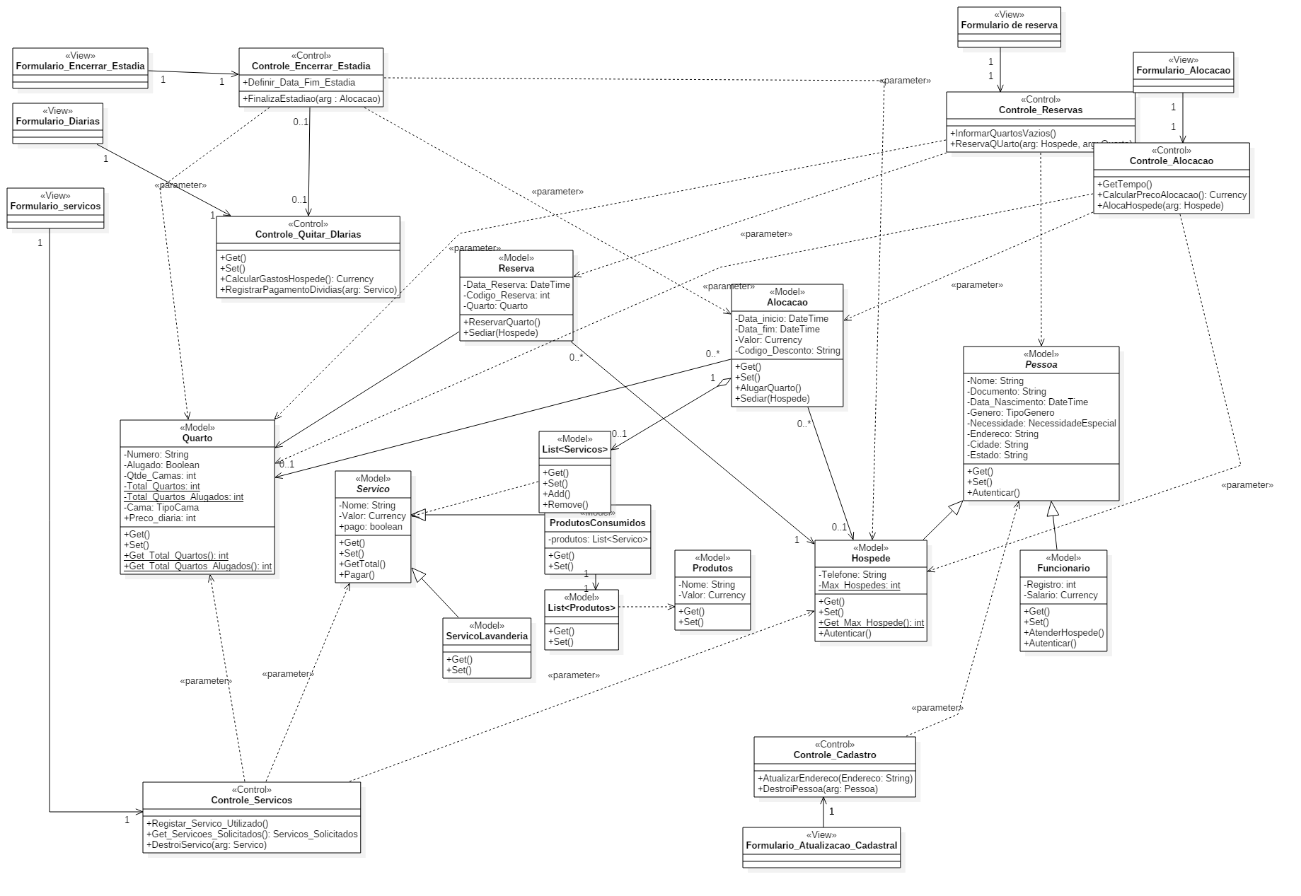 «View»
Formulario de reserva
«View»
Formulario_Encerrar_Estadia
1
1
«Control»
Controle_Encerrar_Estadia
+Definir_Data_Fim_Estadia
+FinalizaEstadiao(arg : Alocacao)
«parameter»
1
1
«View»
Formulario_Alocacao
1
1
«View»
Formulario_Diarias
1
1
0..1
0..1
«Control»
Controle_Reservas
+InformarQuartosVazios()
+ReservaQUarto(arg: Hospede, arg: Quarto)
«Control»
Controle_Alocacao
+GetTempo()
+CalcularPrecoAlocacao(): Currency
+AlocaHospede(arg: Hospede)
«View»
Formulario_servicos
1
«parameter»
«parameter»
«Control»
Controle_Quitar_DIarias
+Get()
+Set()
+CalcularGastosHospede(): Currency
+RegistrarPagamentoDividias(arg: Servico)
«parameter»
«parameter»
«parameter»
«parameter»
«Model»
Reserva
-Data_Reserva: DateTime
-Codigo_Reserva: int
-Quarto: Quarto
+ReservarQuarto()
+Sediar(Hospede)
0..*
«Model»
Alocacao
-Data_inicio: DateTime
-Data_fim: DateTime
-Valor: Currency
-Codigo_Desconto: String
+Get()
+Set()
+AlugarQuarto()
+Sediar(Hospede)
0..*
1
0..*
«Model»
Pessoa
-Nome: String
-Documento: String
-Data_Nascimento: DateTime
-Genero: TipoGenero
-Necessidade: NecessidadeEspecial
-Endereco: String
-Cidade: String
-Estado: String
+Get()
+Set()
+Autenticar()
«Model»
Quarto
-Numero: String
-Alugado: Boolean
-Qtde_Camas: int
-Total_Quartos: int
-Total_Quartos_Alugados: int
-Cama: TipoCama
+Preco_diaria: int
+Get()
+Set()
+Get_Total_Quartos(): int
+Get_Total_Quartos_Alugados(): int
0..1
«Model»
List<Servicos>
+Get()
+Set()
+Add()
+Remove()
0..1
«Model»
Servico
-Nome: String
-Valor: Currency
+pago: boolean
+Get()
+Set()
+GetTotal()
+Pagar()
«Model»
ProdutosConsumidos
-produtos: List<Servico>
+Get()
+Set()
1
1
«parameter»
«Model»
List<Produtos>
+Get()
+Set()
«Model»
Produtos
-Nome: String
-Valor: Currency
+Get()
+Set()
0..1
1
«Model»
Hospede
-Telefone: String
-Max_Hospedes: int
+Get()
+Set()
+Get_Max_Hospede(): int
+Autenticar()
«Model»
Funcionario
-Registro: int
-Salario: Currency
+Get()
+Set()
+AtenderHospede()
+Autenticar()
«Model»
ServicoLavanderia
+Get()
+Set()
«parameter»
«parameter»
«parameter»
«parameter»
«Control»
Controle_Cadastro
+AtualizarEndereco(Endereco: String)
+DestroiPessoa(arg: Pessoa)
1
«View»
Formulario_Atualizacao_Cadastral
«Control»
Controle_Servicos
+Registar_Servico_Utilizado()
+Get_Servicoes_Solicitados(): Servicos_Solicitados
+DestroiServico(arg: Servico)
1